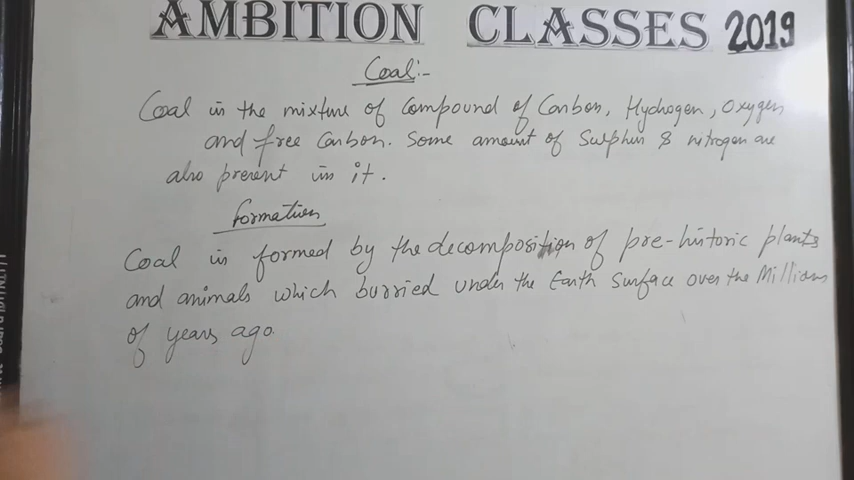 AMBITION CLASSES 2019
Coal:-
Coal is the mixture of Compound of Carbon, Hydrogen, Oxygen
and free Carbon. Some amount of Sulphur & nitrogen are
also present in it.
Formation
Coal is formed by the decomposition of pre-historic plants
and animals which burried under the Earth Surface over the Millions
of years ago.